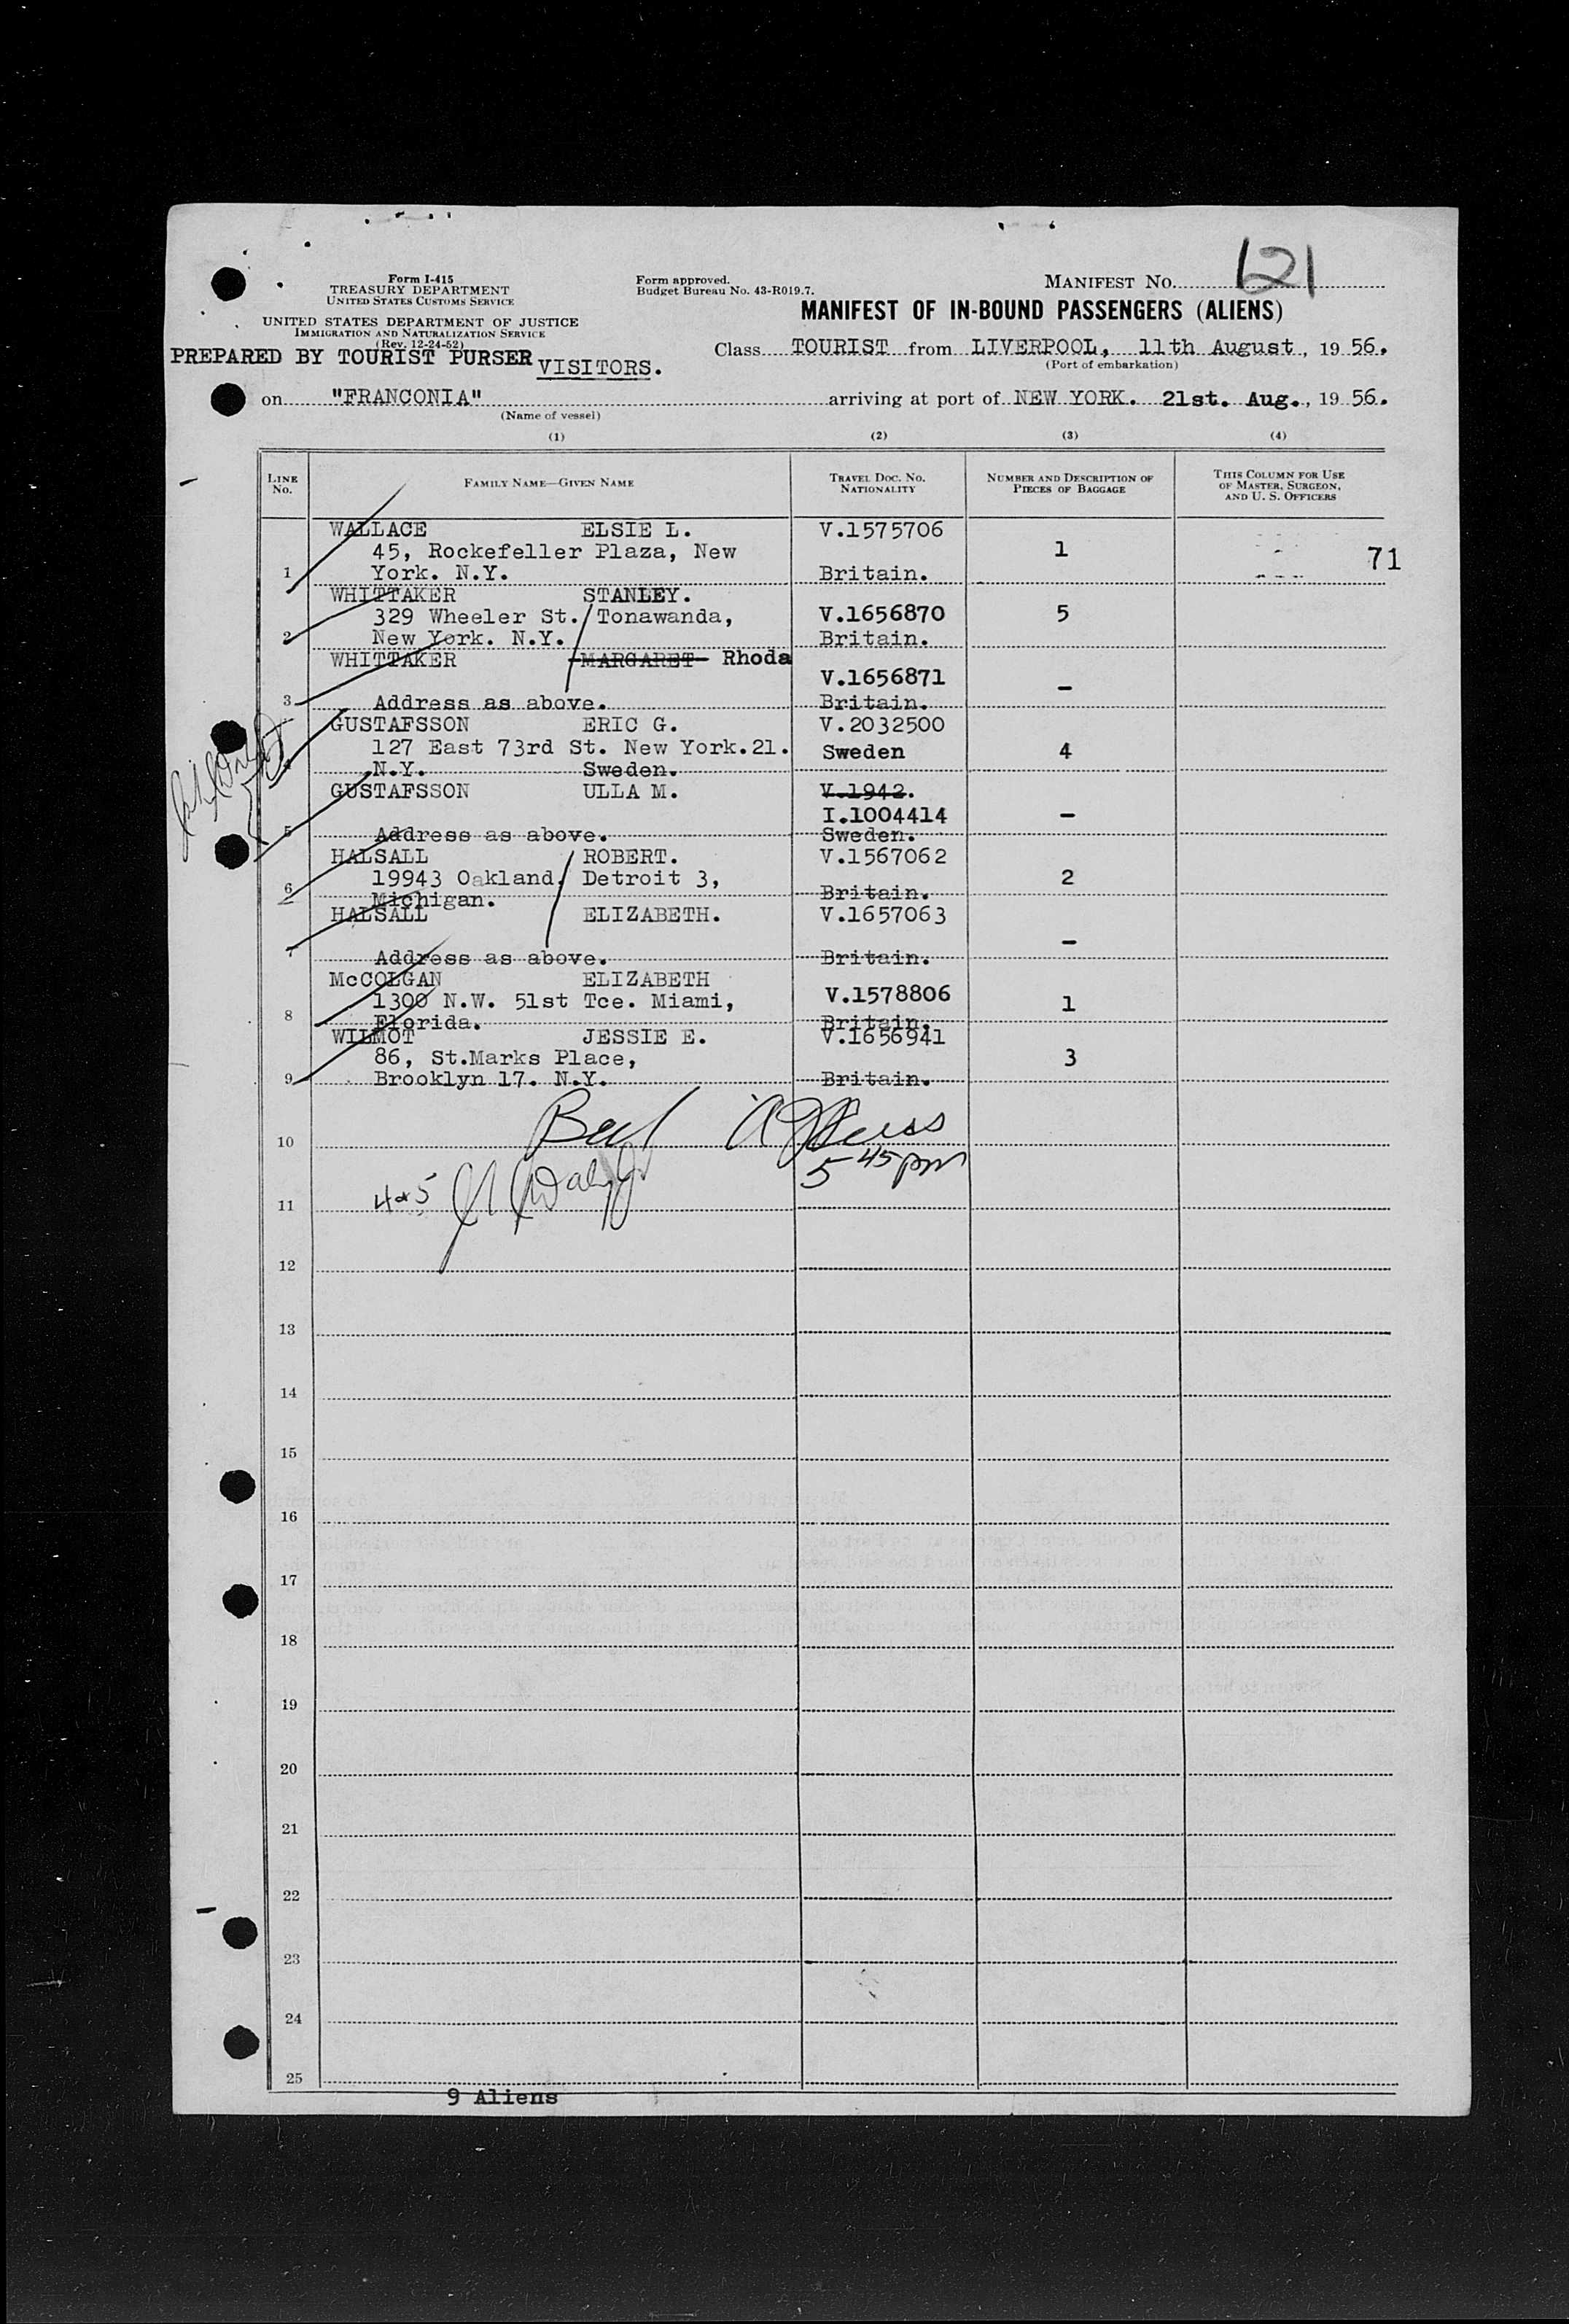 Form I-415
TREASURY DEPARTMENT
UNITED STATES CUSTOMS SERVICE
UNITED STATES DEPARTMENT OF JUSTICE
IMMIGRATION AND NATURALIZATION SERVICE
(Rev. 12-24-52)
Form approved.
Budget Bureau No. 43-R019.7.
MANIFEST No. 121
MANIFEST OF IN-BOUND PASSENGERS (ALIENS)
PREPARED BY TOURIST PURSER VISITORS.
Class TOURIST from LIVERPOOL, 11th August, 19 56.
(Port of embarkation)
on "FRANCONIA" arriving at port of NEW YORK. 21st. Aug., 19 56.
(Name of vessel)
(1) (2) (3) (4)
LINE No. FAMILY NAME—GIVEN NAME TRAVEL DOC. No. NATIONALITY NUMBER AND DESCRIPTION OF PIECES OF BAGGAGE THIS COLUMN FOR USE OF MASTER, SURGEON, AND U. S. OFFICERS
WALLACE ELSIE L. V.1575706
45, Rockefeller Plaza, New 1 71
1 York. N.Y. Britain.
WHITTAKER STANLEY.
329 Wheeler St. Tonawanda, V.1656870 5
2 New York. N.Y. Britain.
WHITTAKER MARGARET Rhoda
V.1656871 -
3 Address as above. Britain.
GUSTAFSSON ERIC G. V.2032500
127 East 73rd St. New York.21. Sweden 4
4 N.Y. Sweden.
GUSTAFSSON ULLA M. V.1942.
I.1004414 -
5 Address as above. Sweden.
HALSALL ROBERT. V.1567062
19943 Oakland, Detroit 3, 2
6 Michigan. Britain.
HALSALL ELIZABETH. V.1657063
-
7 Address as above. Britain.
McCOLGAN ELIZABETH
1300 N.W. 51st Tce. Miami, V.1578806 1
8 Florida. Britain.
WILMOT JESSIE E. V.1656941
86, St.Marks Place, 3
9 Brooklyn 17. N.Y. Britain.
10
5 45 pm
11 4 & 5
12
13
14
15
16
17
18
19
20
21
22
23
24
25
9 Aliens